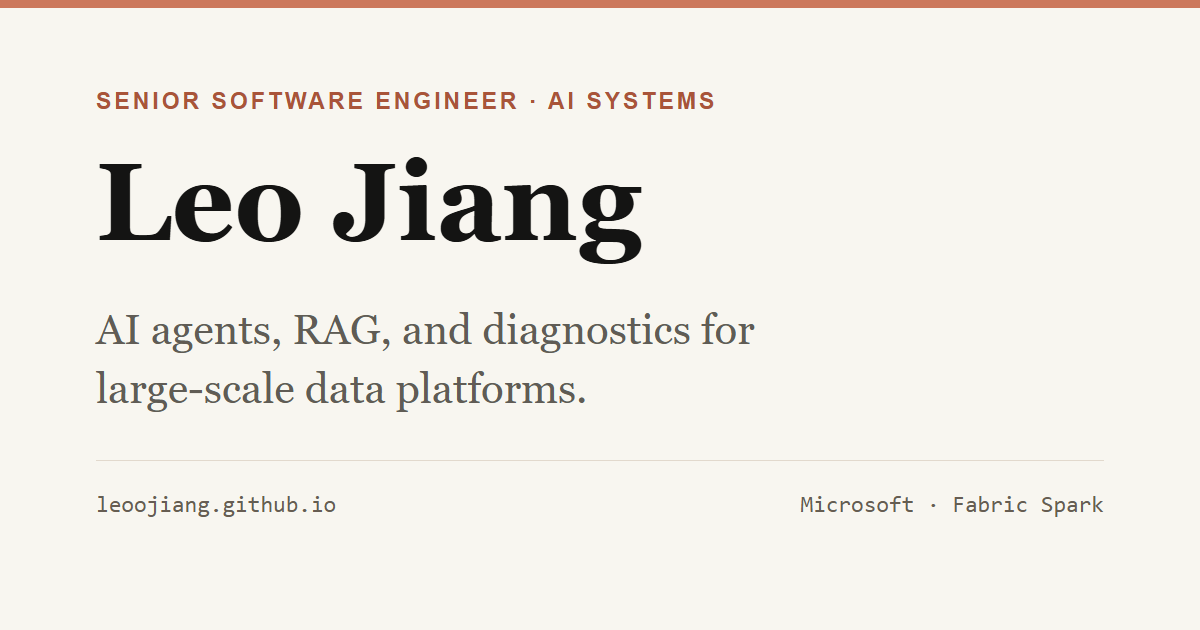 SENIOR SOFTWARE ENGINEER · AI SYSTEMS
Leo Jiang
AI agents, RAG, and diagnostics for
large-scale data platforms.
leoojiang.github.io
Microsoft · Fabric Spark